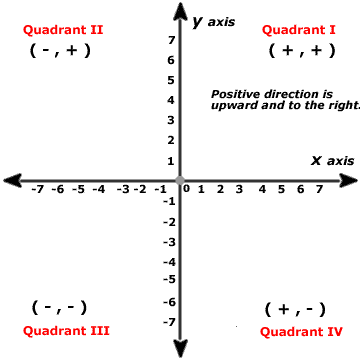 Quadrant II
( - , + )
y axis
Quadrant I
( + , + )
Positive direction is
upward and to the right.
7
6
5
4
3
2
1
x axis
-7 -6 -5 -4 -3 -2 -1 0 1 2 3 4 5 6 7
-1
-2
-3
-4
-5
-6
-7
( - , - )
Quadrant III
( + , - )
Quadrant IV